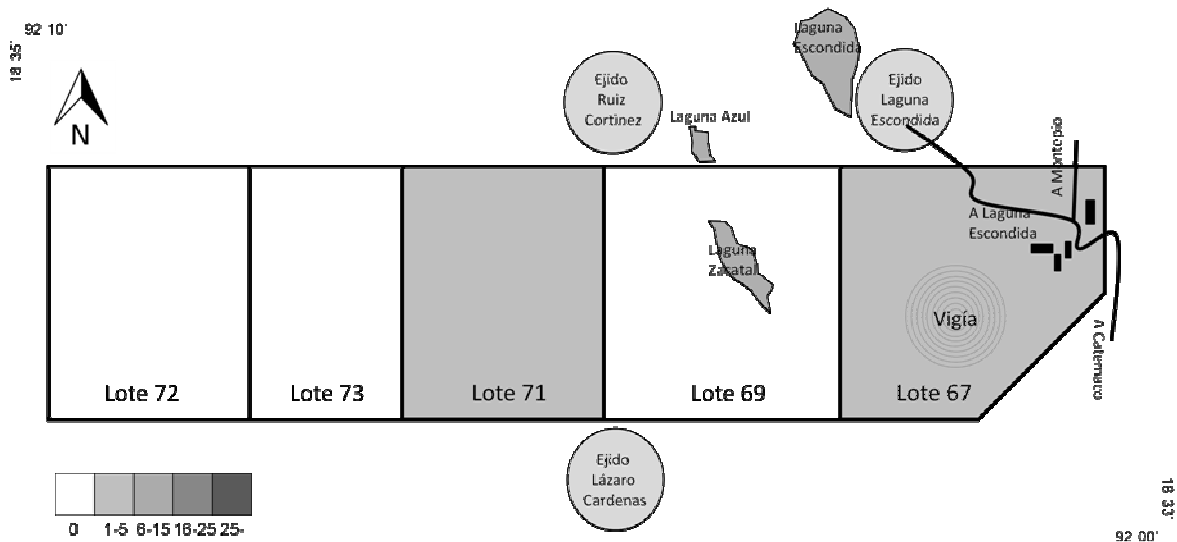 92 10'
18 35'
N
Laguna
Escondida
Ejido
Ruiz
Cortinez
Ejido
Laguna
Escondida
Laguna Azul
A Montepio
A Laguna
Escondida
Laguna
Zacatal
Vigía
A Catemaco
Lote 72
Lote 73
Lote 71
Lote 69
Lote 67
Ejido
Lázaro
Cardenas
0 1-5 6-15 16-25 25-
18 33'
92 00'